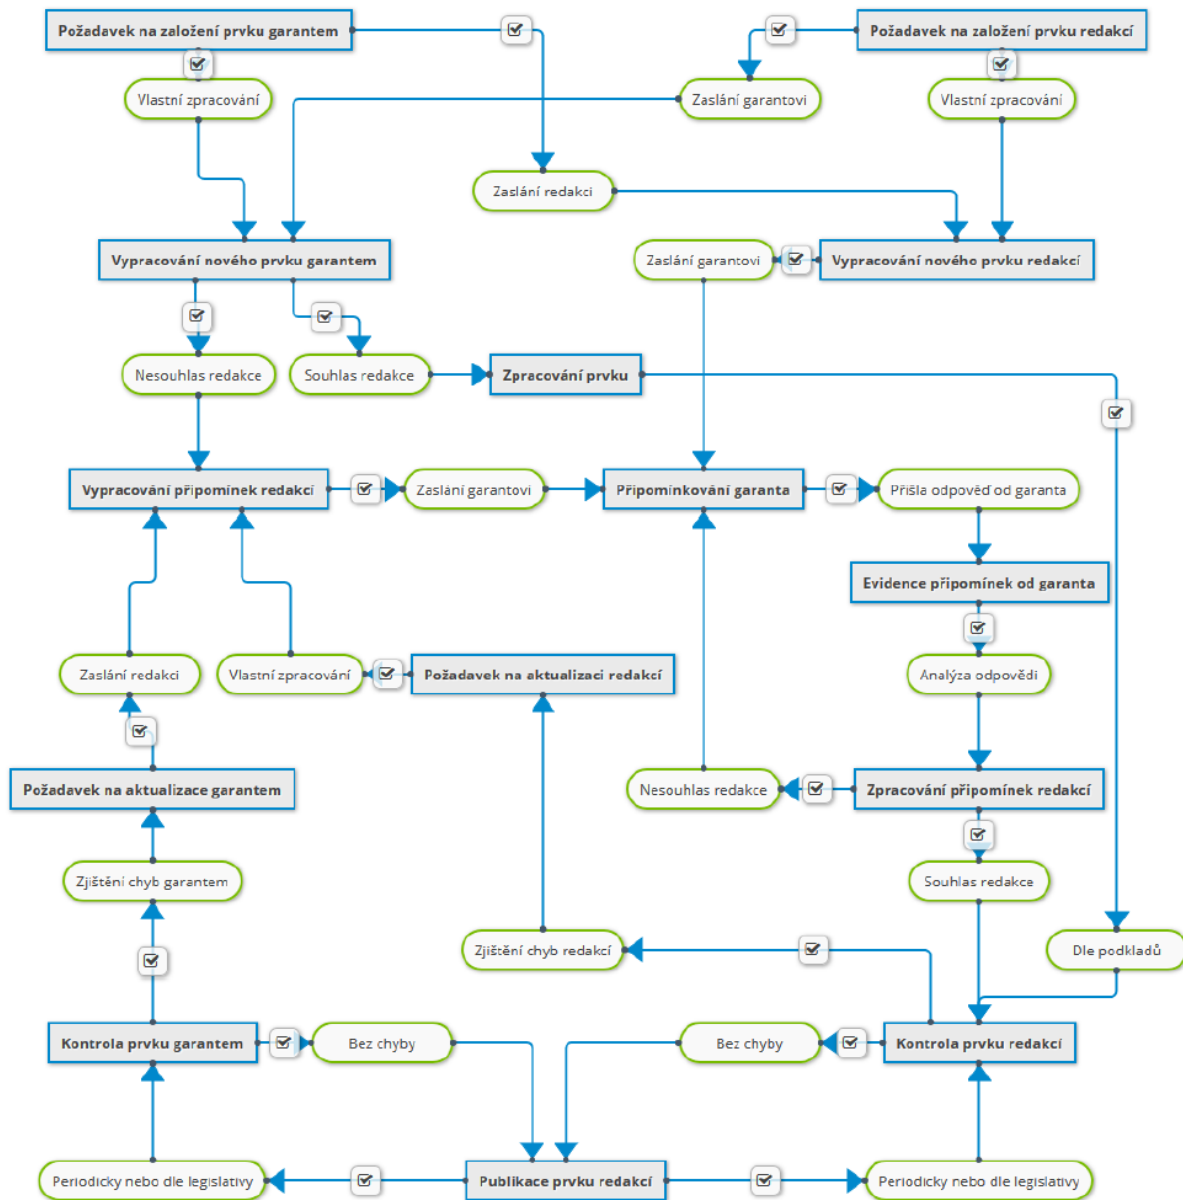 Požadavek na založení prvku garantem
Požadavek na založení prvku redakcí
Vlastní zpracování
Zaslání garantovi
Vlastní zpracování
Zaslání redakci
Vypracování nového prvku garantem
Zaslání garantovi
Vypracování nového prvku redakcí
Nesouhlas redakce
Souhlas redakce
Zpracování prvku
Vypracování připomínek redakcí
Zaslání garantovi
Připomínkování garanta
Přišla odpověď od garanta
Evidence připomínek od garanta
Zaslání redakci
Vlastní zpracování
Požadavek na aktualizaci redakcí
Analýza odpovědi
Požadavek na aktualizace garantem
Nesouhlas redakce
Zpracování připomínek redakcí
Zjištění chyb garantem
Souhlas redakce
Zjištění chyb redakcí
Dle podkladů
Kontrola prvku garantem
Bez chyby
Bez chyby
Kontrola prvku redakcí
Periodicky nebo dle legislativy
Publikace prvku redakcí
Periodicky nebo dle legislativy